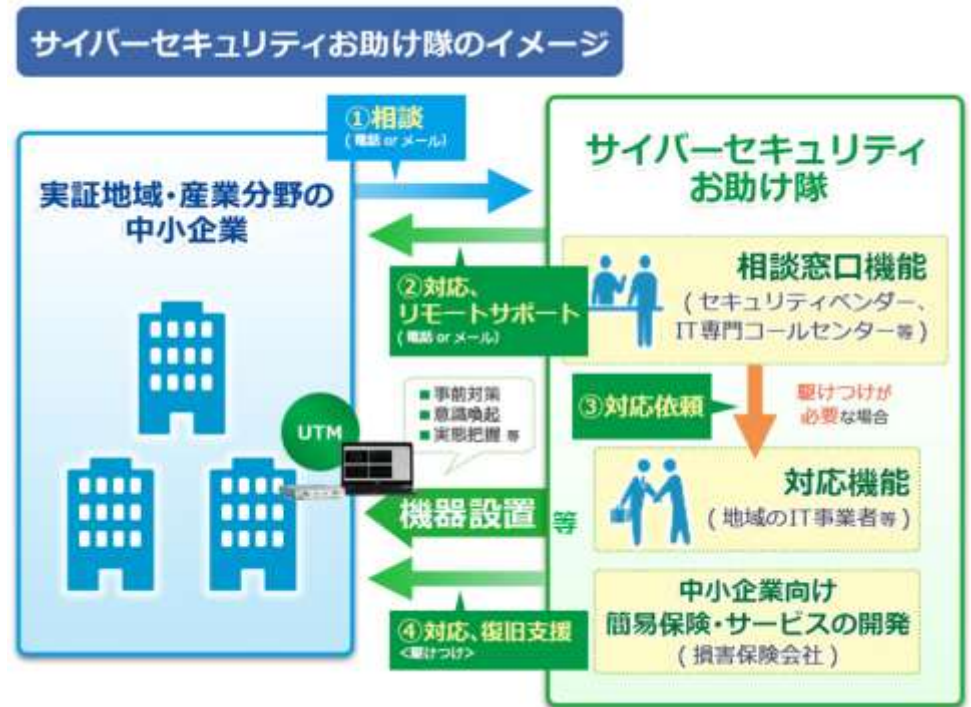 サイバーセキュリティお助け隊のイメージ
①相談
(電話 or メール)
実証地域・産業分野の
中小企業
サイバーセキュリティ
お助け隊
②対応、
リモートサポート
(電話 or メール)
相談窓口機能
(セキュリティベンダー、
IT専門コールセンター等)
③対応依頼
駆けつけが
必要な場合
■事前対策
■意識喚起
■実態把握 等
UTM
機器設置 等
対応機能
(地域のIT事業者等)
④対応、復旧支援
<駆けつけ>
中小企業向け
簡易保険・サービスの開発
(損害保険会社)